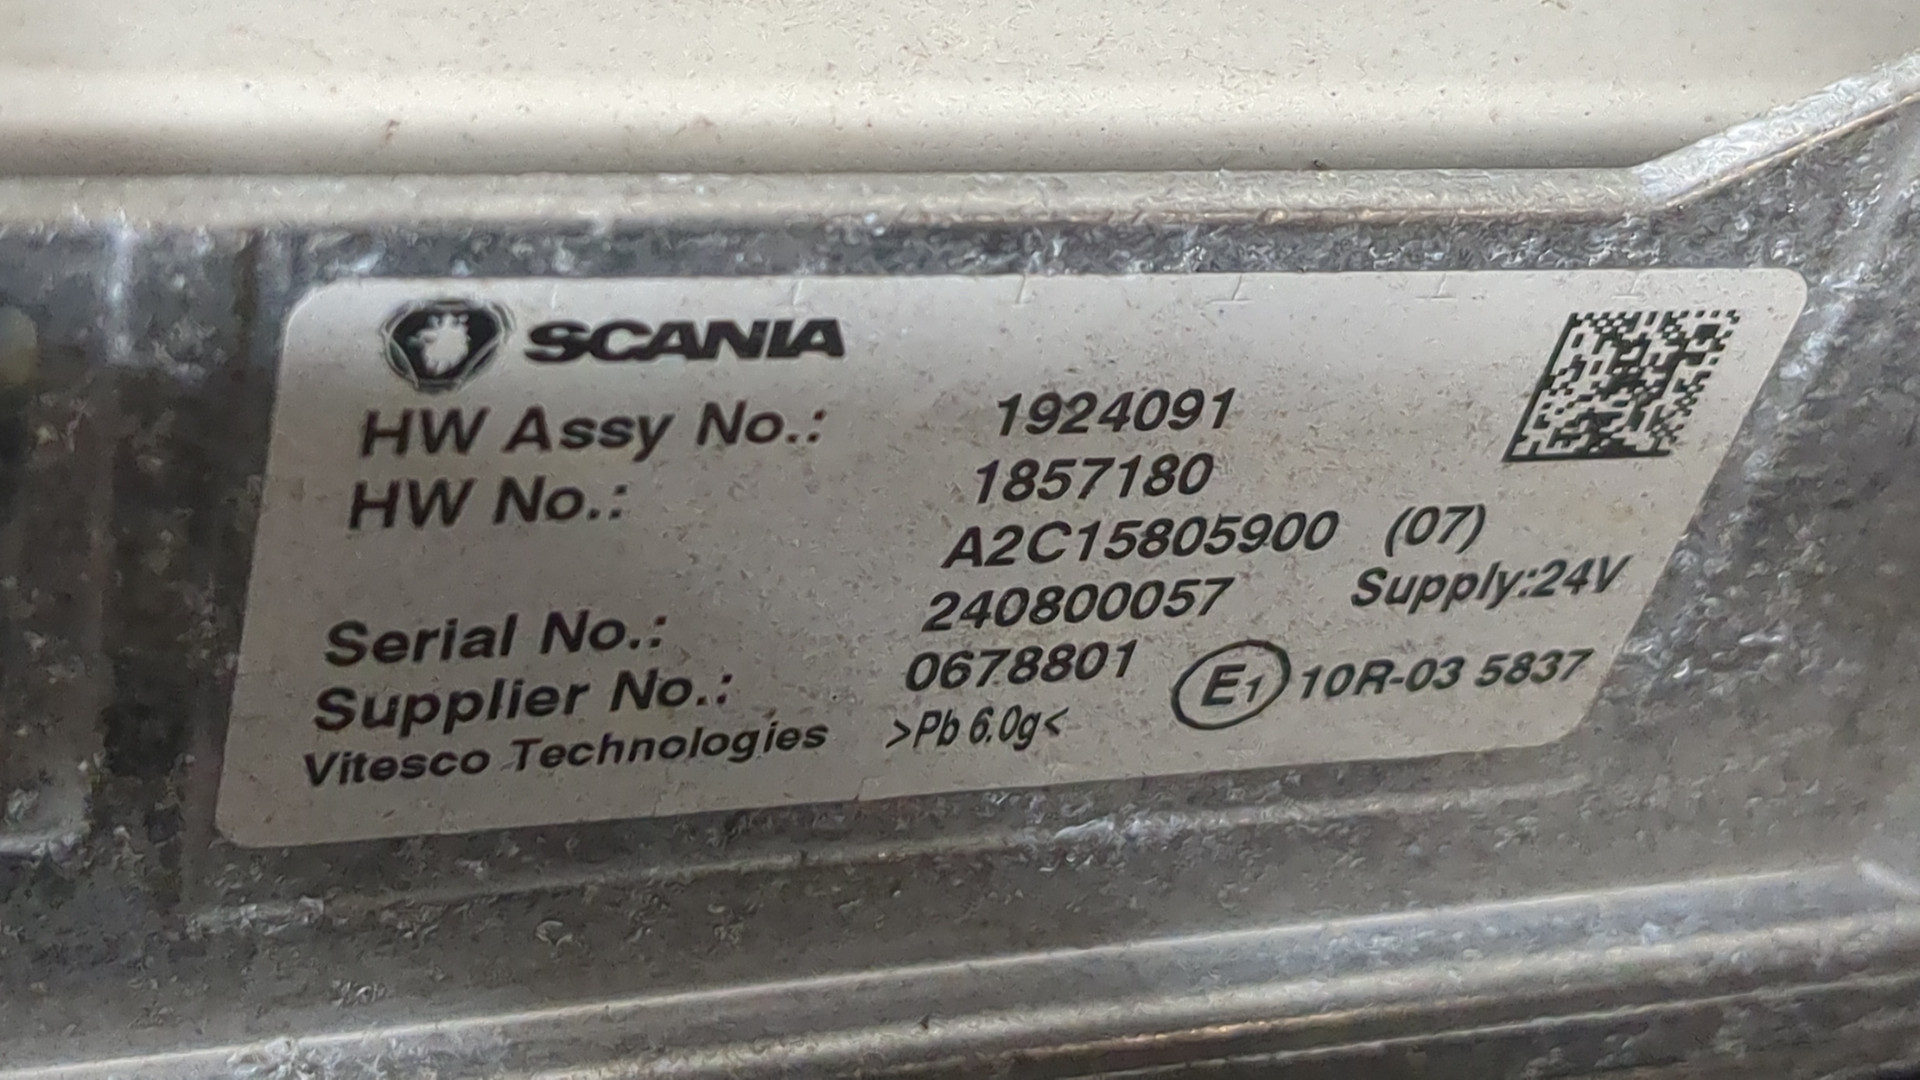 SCANIA
HW Assy No.: 1924091
HW No.: 1857180
A2C15805900 (07)
Serial No.: 240800057 Supply:24V
Supplier No.: 0678801 E1 10R-03 5837
Vitesco Technologies >Pb 6.0g<